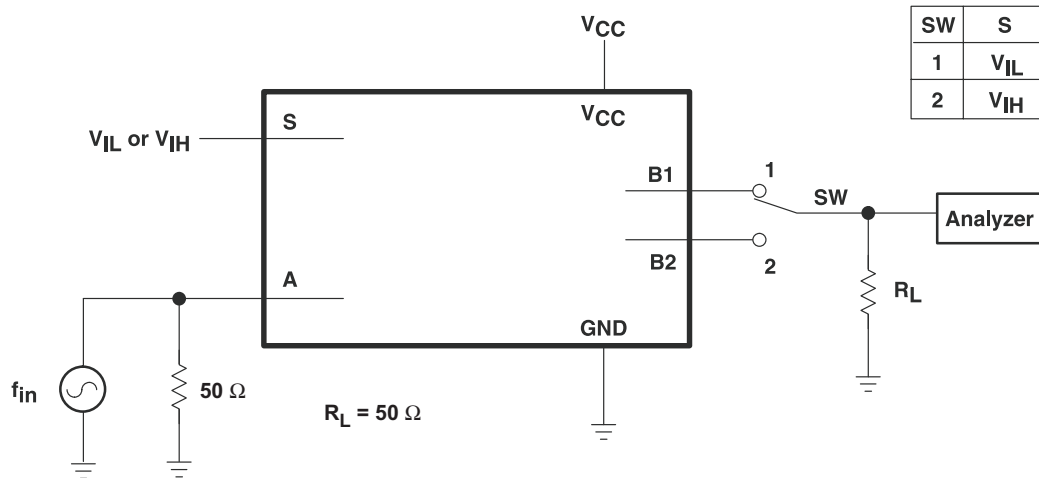 VCC
SW S
1 VIL
2 VIH
VCC
S
VIL or VIH
B1
1
SW
Analyzer
B2
2
A
RL
GND
fin
50 Ω
RL = 50 Ω